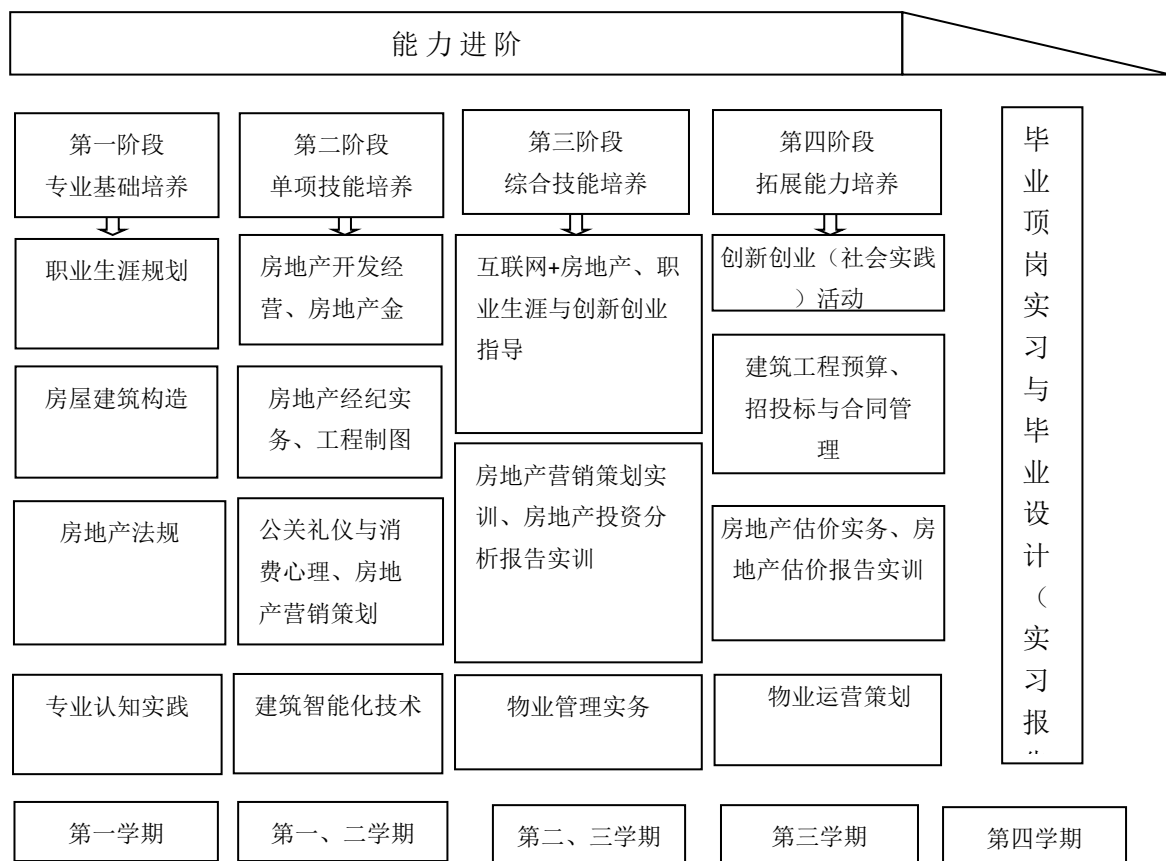 能力进阶
第一阶段
专业基础培养
职业生涯规划
房屋建筑构造
房地产法规
专业认知实践
第一学期
第二阶段
单项技能培养
房地产开发经
营、房地产金
房地产经纪实
务、工程制图
公关礼仪与消
费心理、房地
产营销策划
建筑智能化技术
第一、二学期
第三阶段
综合技能培养
互联网+房地产、职
业生涯与创新创业
指导
房地产营销策划实
训、房地产投资分
析报告实训
物业管理实务
第二、三学期
第四阶段
拓展能力培养
创新创业（社会实践
）活动
建筑工程预算、
招投标与合同管
理
房地产估价实务、房
地产估价报告实训
物业运营策划
第三学期
毕业顶岗实习与毕业设计（实习报
第四学期